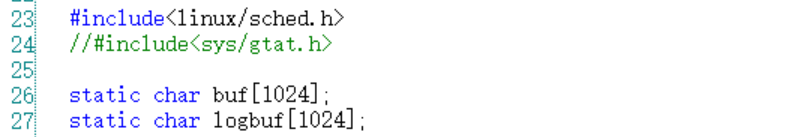 23 #include<linux/sched.h>
24 //#include<sys/gtat.h>
25
26 static char buf[1024];
27 static char logbuf[1024];